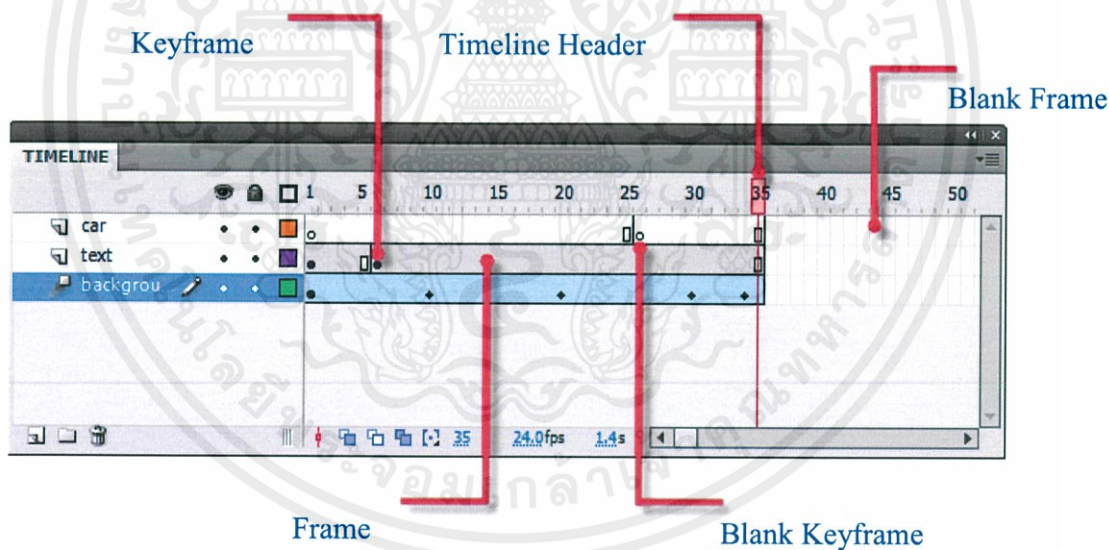 Keyframe
Timeline Header
Blank Frame
TIMELINE
1 5 10 15 20 25 30 35 40 45 50
car
text
backgrou...
35 24.0fps 1.4s
Frame
Blank Keyframe